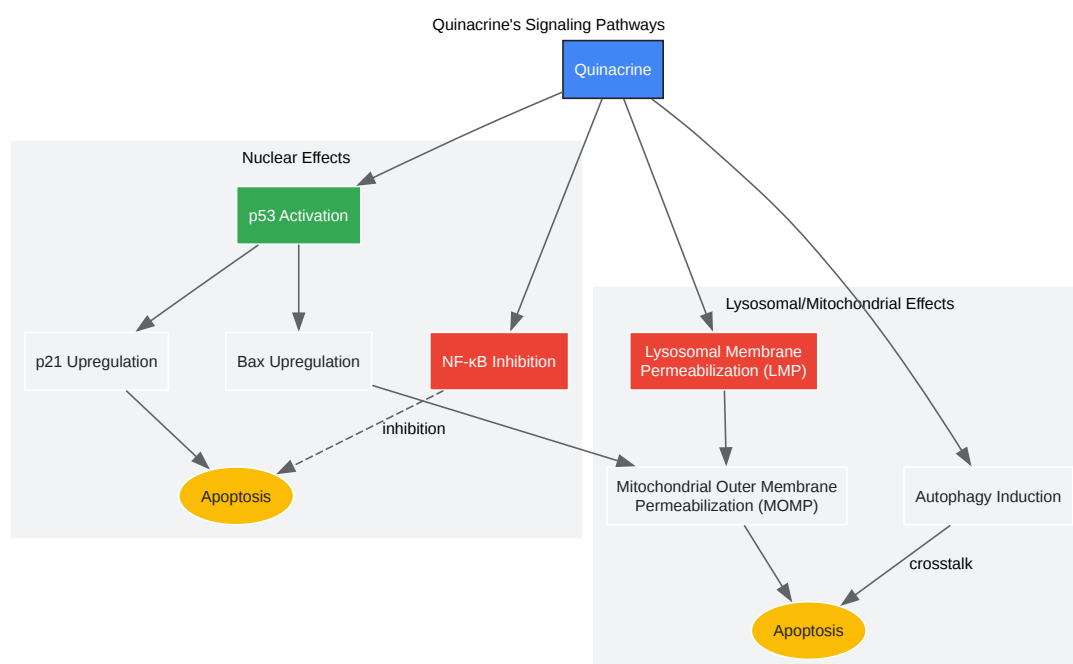 Quinacrine's Signaling Pathways
Quinacrine
Nuclear Effects
p53 Activation
Lysosomal/Mitochondrial Effects
p21 Upregulation
Bax Upregulation
NF-κB Inhibition
Lysosomal Membrane
Permeabilization (LMP)
inhibition
Apoptosis
Mitochondrial Outer Membrane
Permeabilization (MOMP)
Autophagy Induction
crosstalk
Apoptosis